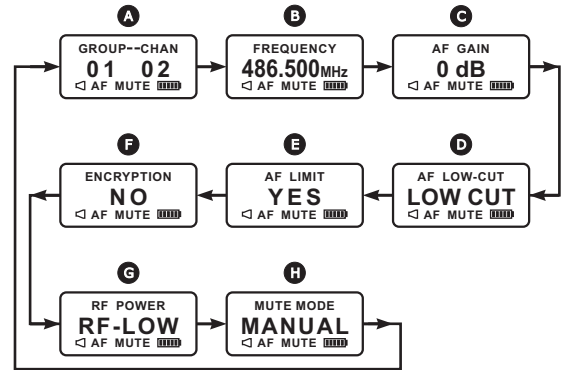 A
GROUP--CHAN
01 02
AF MUTE
B
FREQUENCY
486.500MHz
AF MUTE
C
AF GAIN
0 dB
AF MUTE
D
AF LOW-CUT
LOW CUT
AF MUTE
E
AF LIMIT
YES
AF MUTE
F
ENCRYPTION
NO
AF MUTE
G
RF POWER
RF-LOW
AF MUTE
H
MUTE MODE
MANUAL
AF MUTE